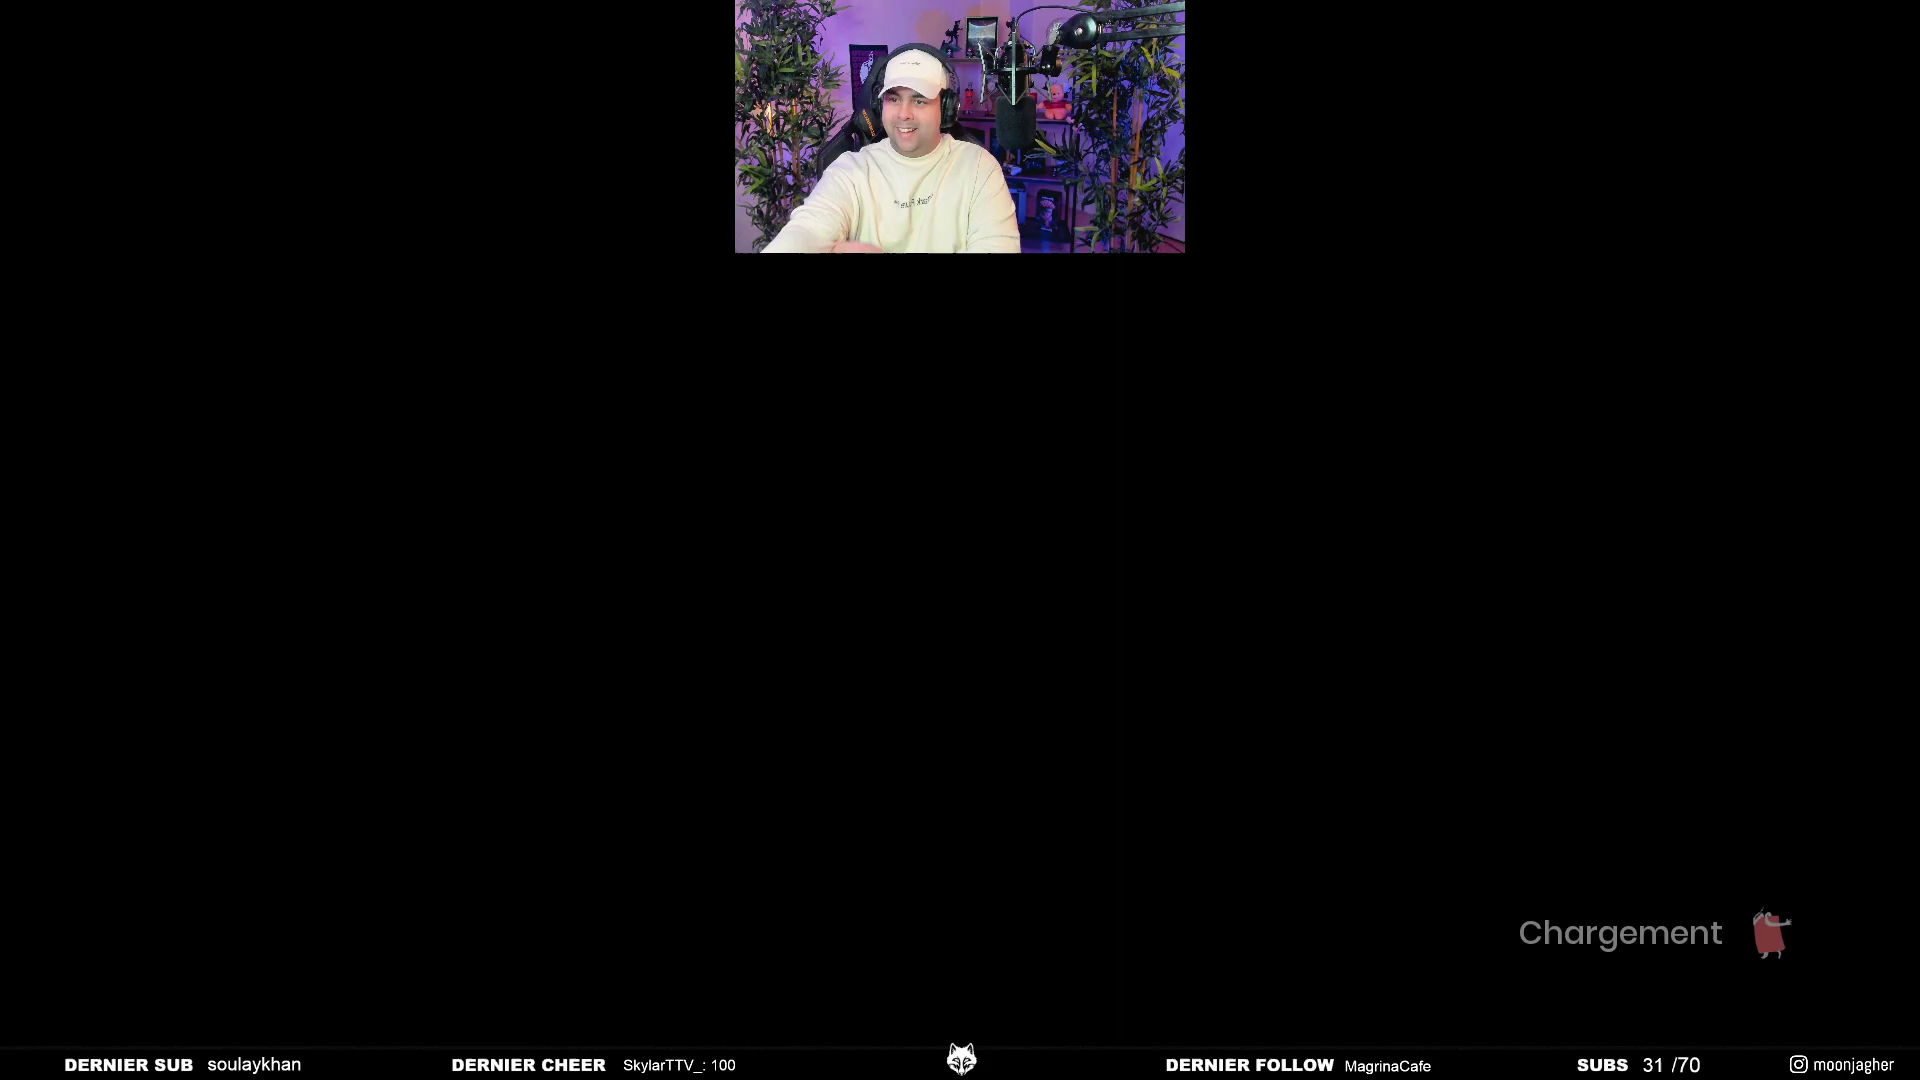 Chargement
DERNIER SUB soulaykhan DERNIER CHEER SkylarTTV_: 100 DERNIER FOLLOW MagrinaCafe SUBS 31 /70 moonjagher